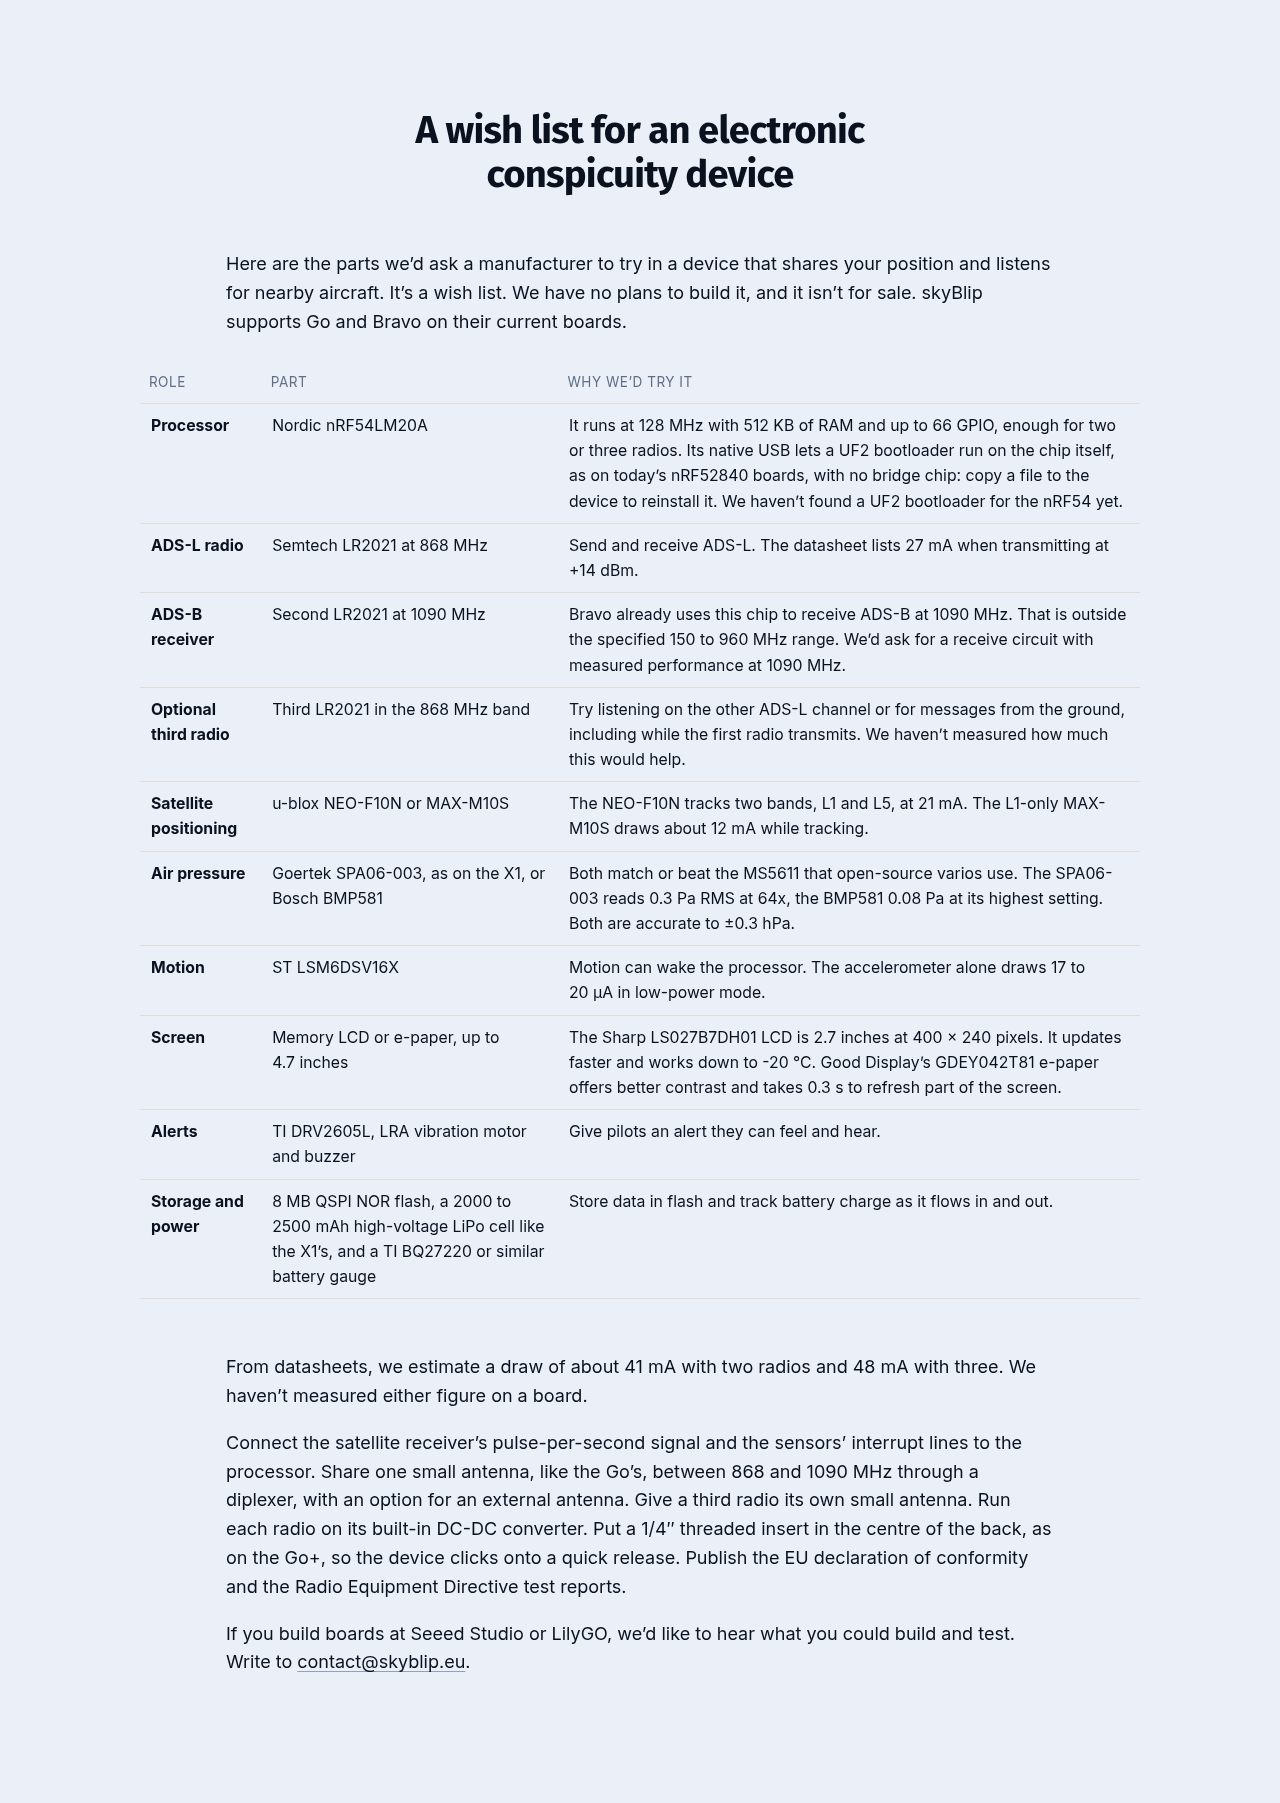 A wish list for an electronic
conspicuity device
Here are the parts we’d ask a manufacturer to try in a device that shares your position and listens
for nearby aircraft. It’s a wish list. We have no plans to build it, and it isn’t for sale. skyBlip
supports Go and Bravo on their current boards.
ROLE PART WHY WE’D TRY IT
Processor Nordic nRF54LM20A It runs at 128 MHz with 512 KB of RAM and up to 66 GPIO, enough for two
or three radios. Its native USB lets a UF2 bootloader run on the chip itself,
as on today’s nRF52840 boards, with no bridge chip: copy a file to the
device to reinstall it. We haven’t found a UF2 bootloader for the nRF54 yet.
ADS-L radio Semtech LR2021 at 868 MHz Send and receive ADS-L. The datasheet lists 27 mA when transmitting at
+14 dBm.
ADS-B Second LR2021 at 1090 MHz Bravo already uses this chip to receive ADS-B at 1090 MHz. That is outside
receiver the specified 150 to 960 MHz range. We’d ask for a receive circuit with
measured performance at 1090 MHz.
Optional Third LR2021 in the 868 MHz band Try listening on the other ADS-L channel or for messages from the ground,
third radio including while the first radio transmits. We haven’t measured how much
this would help.
Satellite u-blox NEO-F10N or MAX-M10S The NEO-F10N tracks two bands, L1 and L5, at 21 mA. The L1-only MAX-
positioning M10S draws about 12 mA while tracking.
Air pressure Goertek SPA06-003, as on the X1, or Both match or beat the MS5611 that open-source varios use. The SPA06-
Bosch BMP581 003 reads 0.3 Pa RMS at 64x, the BMP581 0.08 Pa at its highest setting.
Both are accurate to ±0.3 hPa.
Motion ST LSM6DSV16X Motion can wake the processor. The accelerometer alone draws 17 to
20 µA in low-power mode.
Screen Memory LCD or e-paper, up to The Sharp LS027B7DH01 LCD is 2.7 inches at 400 × 240 pixels. It updates
4.7 inches faster and works down to -20 °C. Good Display’s GDEY042T81 e-paper
offers better contrast and takes 0.3 s to refresh part of the screen.
Alerts TI DRV2605L, LRA vibration motor Give pilots an alert they can feel and hear.
and buzzer
Storage and 8 MB QSPI NOR flash, a 2000 to Store data in flash and track battery charge as it flows in and out.
power 2500 mAh high-voltage LiPo cell like
the X1’s, and a TI BQ27220 or similar
battery gauge
From datasheets, we estimate a draw of about 41 mA with two radios and 48 mA with three. We
haven’t measured either figure on a board.
Connect the satellite receiver’s pulse-per-second signal and the sensors’ interrupt lines to the
processor. Share one small antenna, like the Go’s, between 868 and 1090 MHz through a
diplexer, with an option for an external antenna. Give a third radio its own small antenna. Run
each radio on its built-in DC-DC converter. Put a 1/4″ threaded insert in the centre of the back, as
on the Go+, so the device clicks onto a quick release. Publish the EU declaration of conformity
and the Radio Equipment Directive test reports.
If you build boards at Seeed Studio or LilyGO, we’d like to hear what you could build and test.
Write to contact@skyblip.eu.